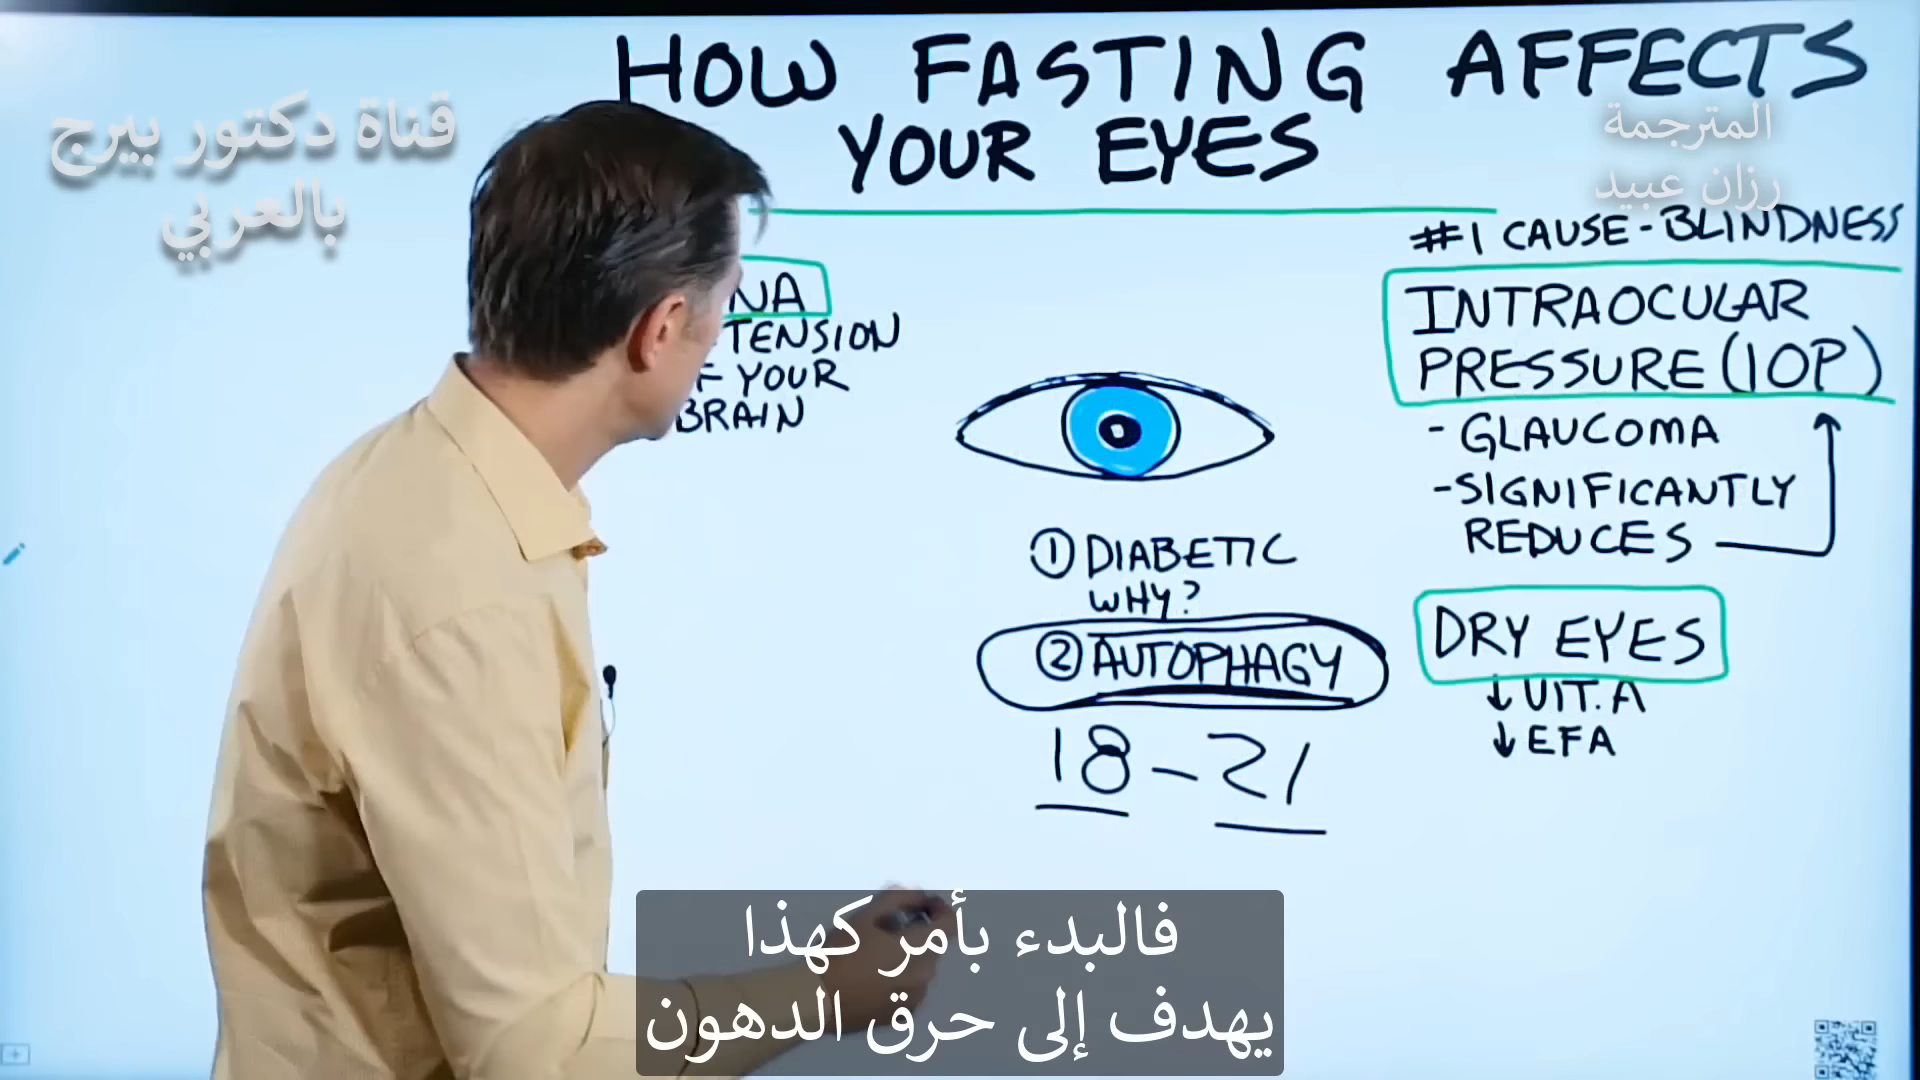 HOW FASTING AFFECTS
YOUR EYES
قناة دكتور بيرج
بالعربي
المترجمة
رزان عبيد
NA
TENSION
F YOUR
BRAIN
① DIABETIC
WHY?
② AUTOPHAGY
18 - 21
#1 CAUSE - BLINDNESS
INTRAOCULAR
PRESSURE (IOP)
- GLAUCOMA
- SIGNIFICANTLY
REDUCES
DRY EYES
↓ VIT. A
↓ EFA
فالبدء بأمر كهذا
يهدف إلى حرق الدهون